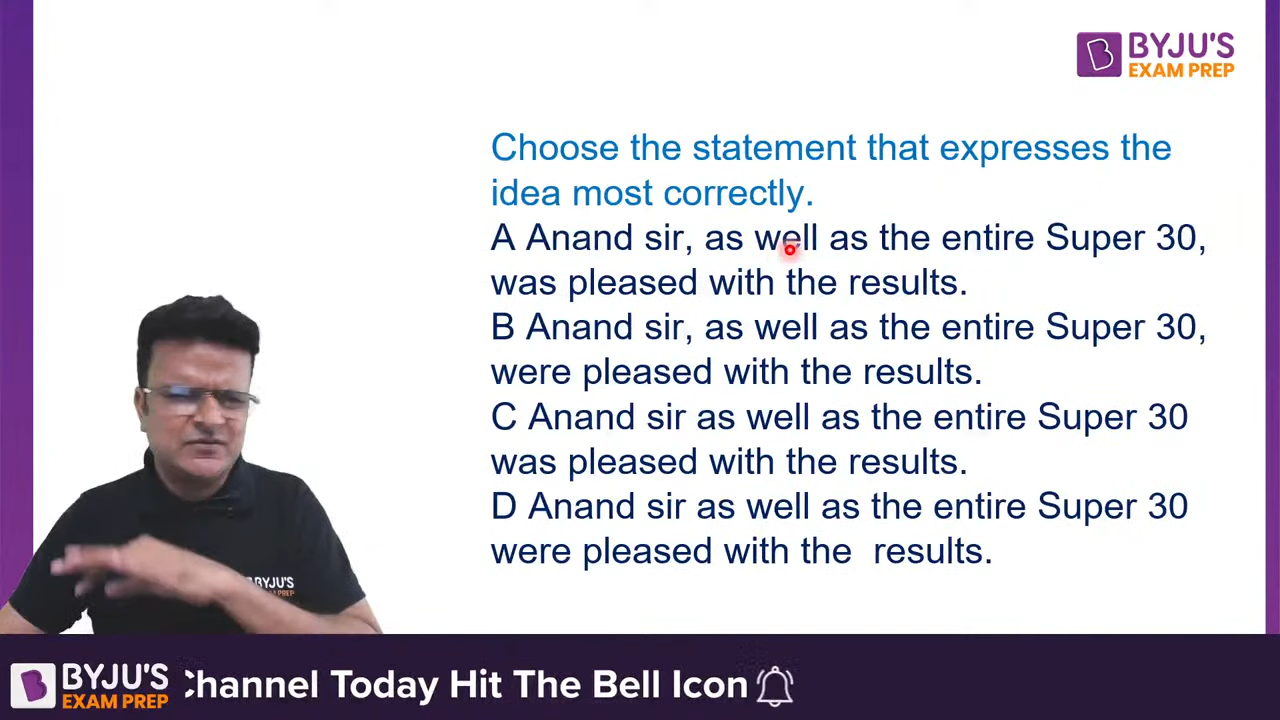 BYJU'S
EXAM PREP
Choose the statement that expresses the
idea most correctly.
A Anand sir, as well as the entire Super 30,
was pleased with the results.
B Anand sir, as well as the entire Super 30,
were pleased with the results.
C Anand sir as well as the entire Super 30
was pleased with the results.
D Anand sir as well as the entire Super 30
were pleased with the results.
BYJU'S
EXAM PREP
BYJU'S
EXAM PREP
Channel Today Hit The Bell Icon